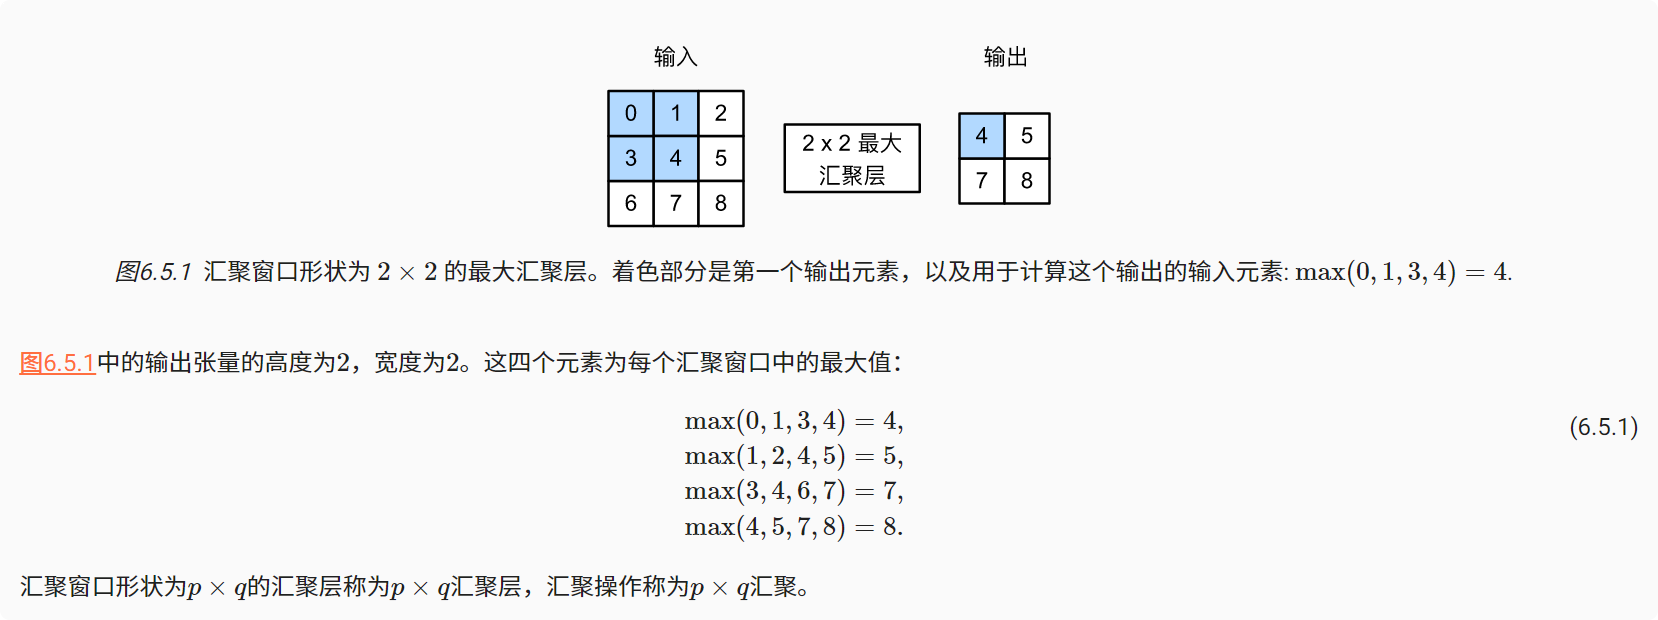 输入 输出
0 1 2
3 4 5
6 7 8
2 x 2 最大
汇聚层
4 5
7 8
图6.5.1 汇聚窗口形状为 2 × 2 的最大汇聚层。着色部分是第一个输出元素，以及用于计算这个输出的输入元素: max(0, 1, 3, 4) = 4.
图6.5.1中的输出张量的高度为2，宽度为2。这四个元素为每个汇聚窗口中的最大值：
max(0, 1, 3, 4) = 4,
max(1, 2, 4, 5) = 5,
max(3, 4, 6, 7) = 7,
max(4, 5, 7, 8) = 8.
(6.5.1)
汇聚窗口形状为p × q的汇聚层称为p × q汇聚层，汇聚操作称为p × q汇聚。